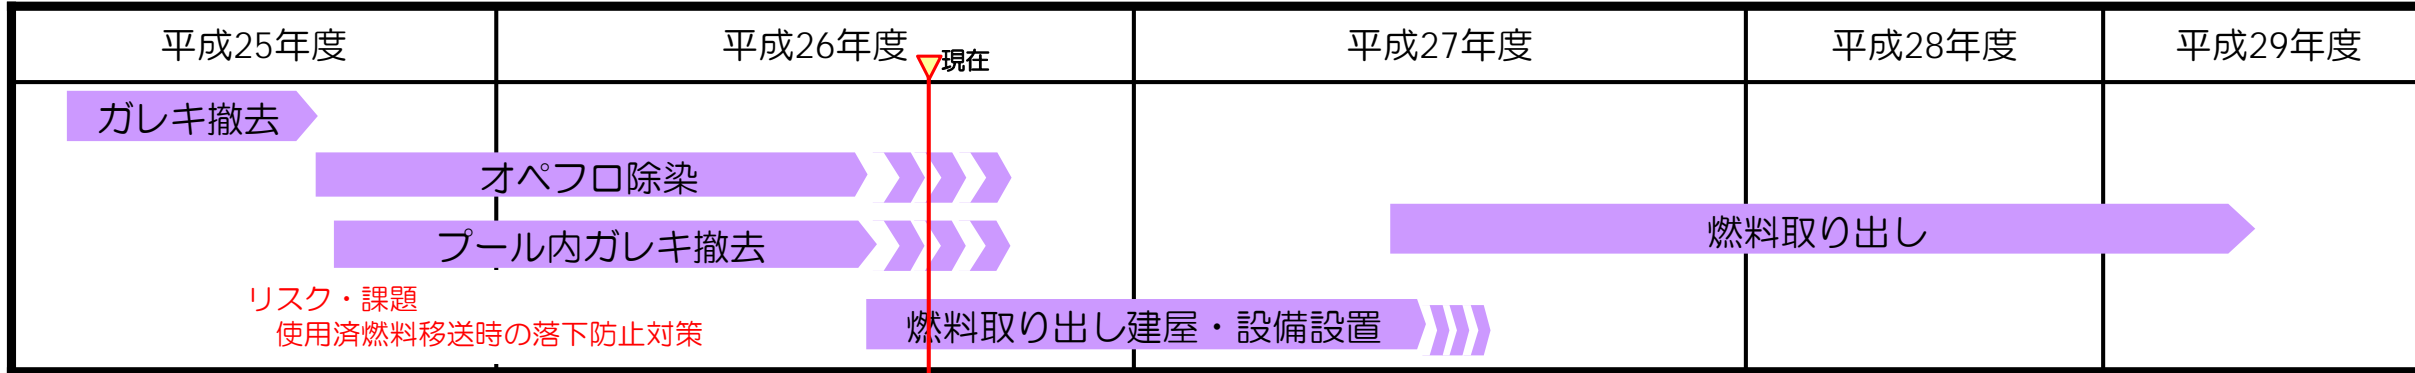 平成25年度
平成26年度
平成27年度
平成28年度
平成29年度
現在
ガレキ撤去
オペフロ除染
プール内ガレキ撤去
燃料取り出し
リスク・課題
使用済燃料移送時の落下防止対策
燃料取り出し建屋・設備設置